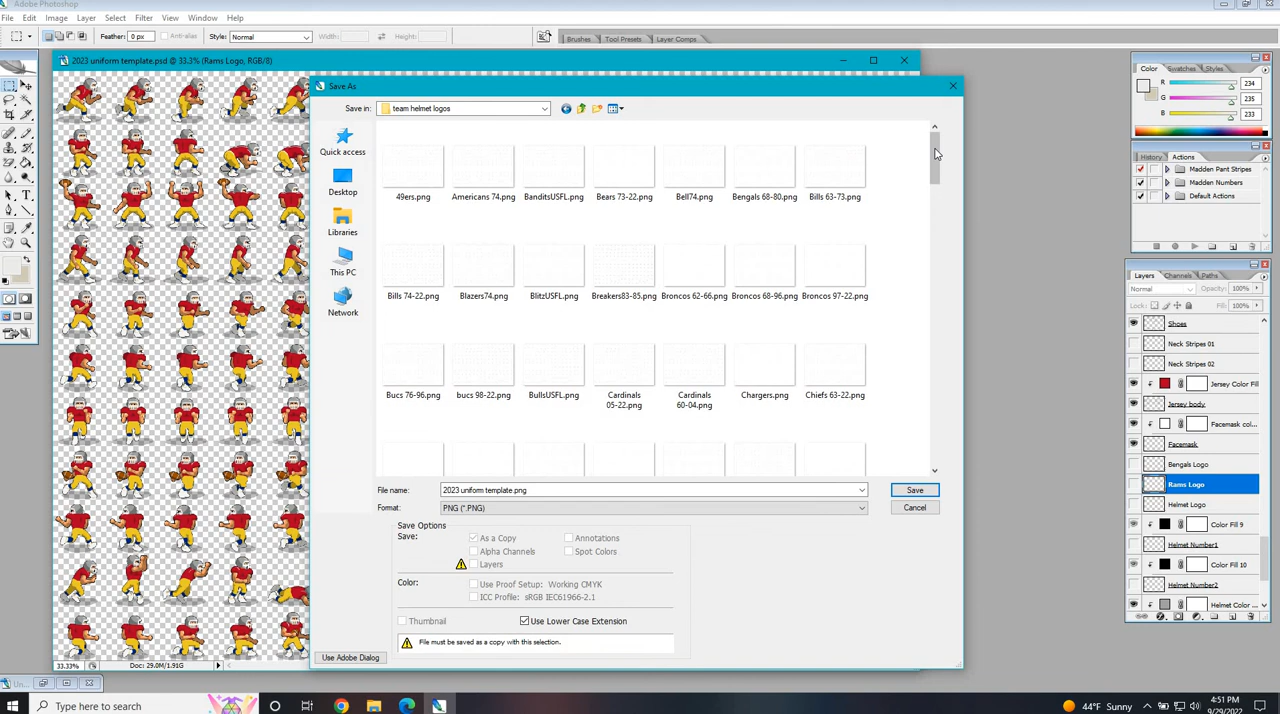 Adobe Photoshop
File Edit Image Layer Select Filter View Window Help
Feather: 0 px Anti-alias Style: Normal Width: Height: Brushes Tool Presets Layer Comps
2023 uniform template.psd @ 33.3% (Rams Logo, RGB/8)
Save As
Save in: team helmet logos
Quick access
Desktop
Libraries
This PC
Network
49ers.png Americans 74.png BanditsUSFL.png Bears 73-22.png Bell74.png Bengals 68-80.png Bills 63-73.png
Bills 74-22.png Blazers74.png BlitzUSFL.png Breakers83-85.png Broncos 62-66.png Broncos 68-96.png Broncos 97-22.png
Bucs 76-96.png bucs 98-22.png BullsUSFL.png Cardinals 05-22.png Cardinals 60-04.png Chargers.png Chiefs 63-22.png
File name: 2023 uniform template.png Save
Format: PNG (*.PNG) Cancel
Save Options
Save: As a Copy Annotations
Alpha Channels Spot Colors
Layers
Color: Use Proof Setup: Working CMYK
ICC Profile: sRGB IEC61966-2.1
Thumbnail Use Lower Case Extension
File must be saved as a copy with this selection.
Use Adobe Dialog
33.33% Doc: 29.0M/1.91G
Color Swatches Styles
R 234
G 235
B 233
History Actions
Madden Pant Stripes
Madden Numbers
Default Actions
Layers Channels Paths
Normal Opacity: 100%
Lock: Fill: 100%
Shoes
Neck Stripes 01
Neck Stripes 02
Jersey Color Fill
Jersey body
Facemask col...
Facemask
Bengals Logo
Rams Logo
Helmet Logo
Color Fill 9
Helmet Number1
Color Fill 10
Helmet Number2
Helmet Color ...
Un...
Type here to search
44°F Sunny
4:51 PM
9/29/2022